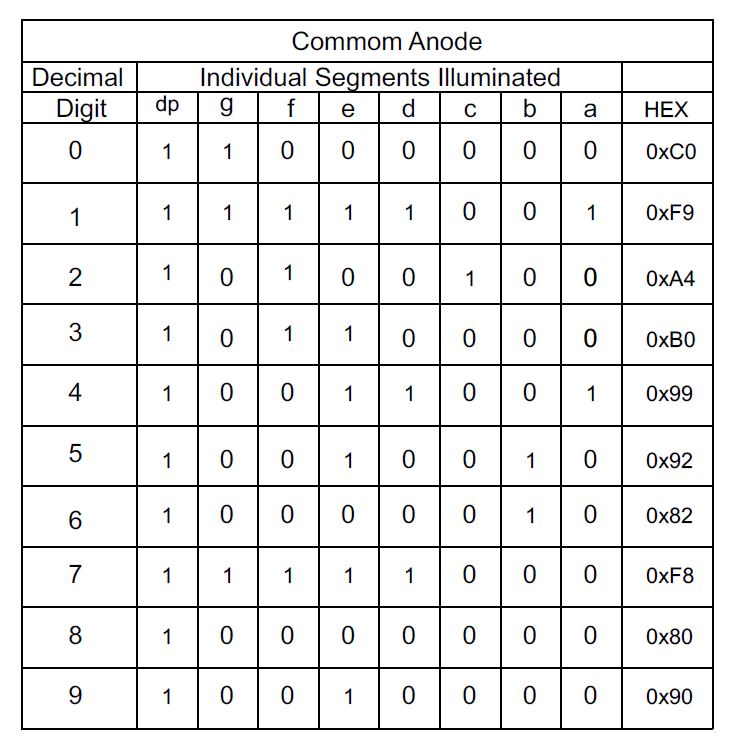 Commom Anode
Decimal Individual Segments Illuminated
Digit dp g f e d c b a HEX
0 1 1 0 0 0 0 0 0 0xC0
1 1 1 1 1 1 0 0 1 0xF9
2 1 0 1 0 0 1 0 0 0xA4
3 1 0 1 1 0 0 0 0 0xB0
4 1 0 0 1 1 0 0 1 0x99
5 1 0 0 1 0 0 1 0 0x92
6 1 0 0 0 0 0 1 0 0x82
7 1 1 1 1 1 0 0 0 0xF8
8 1 0 0 0 0 0 0 0 0x80
9 1 0 0 1 0 0 0 0 0x90